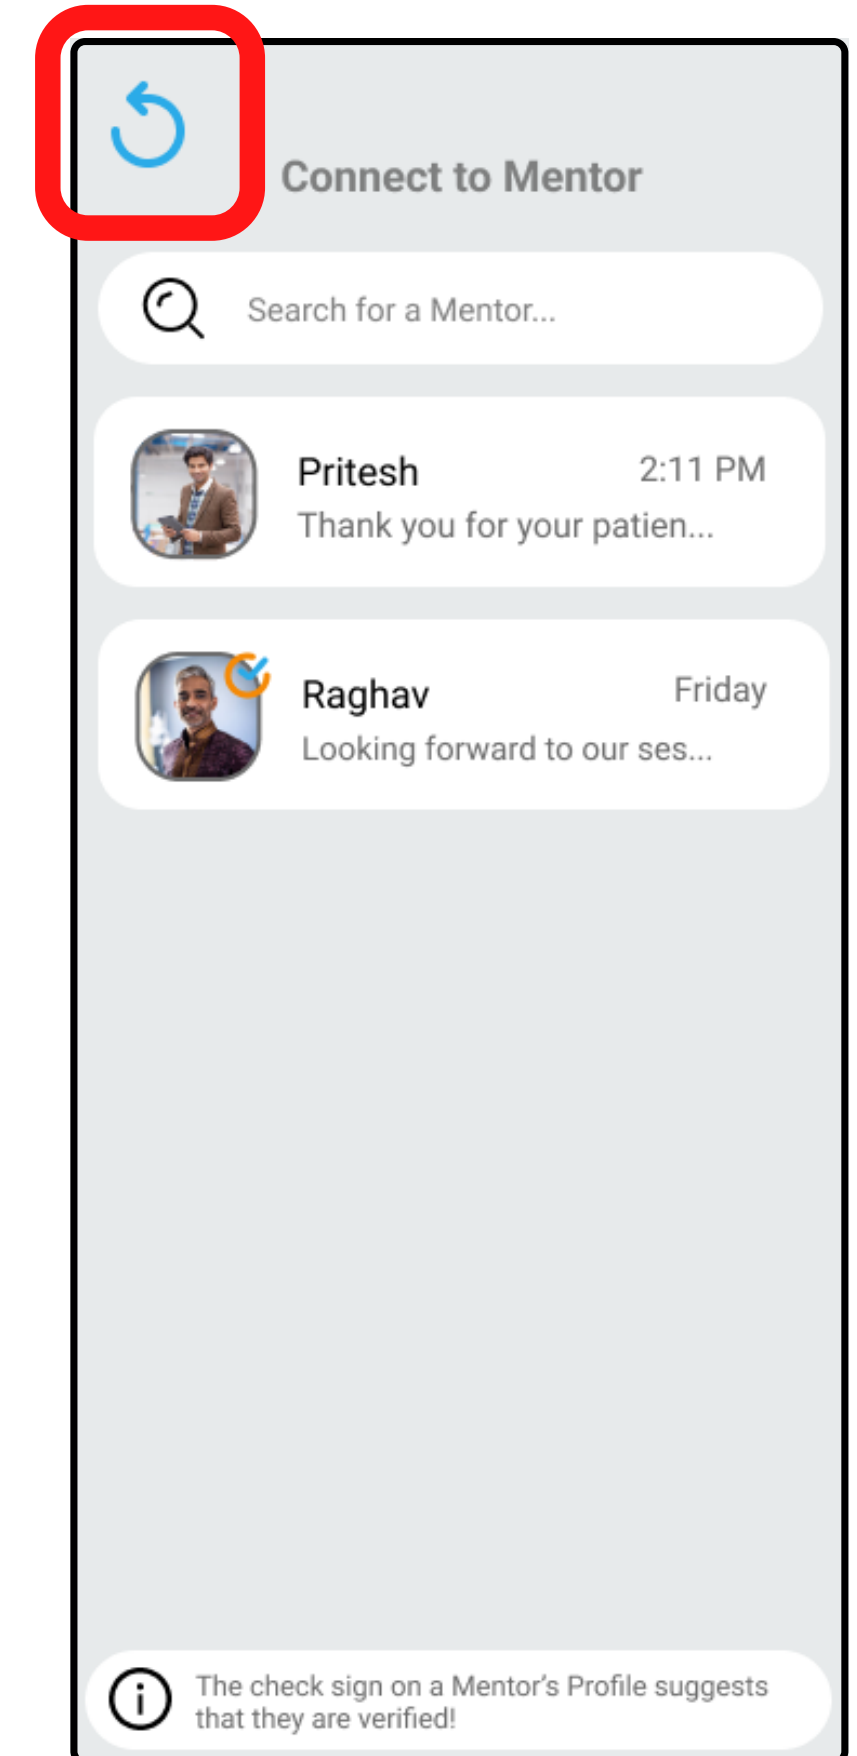 Connect to Mentor
Search for a Mentor...
Pritesh 2:11 PM
Thank you for your patien...
Raghav Friday
Looking forward to our ses...
The check sign on a Mentor's Profile suggests
that they are verified!